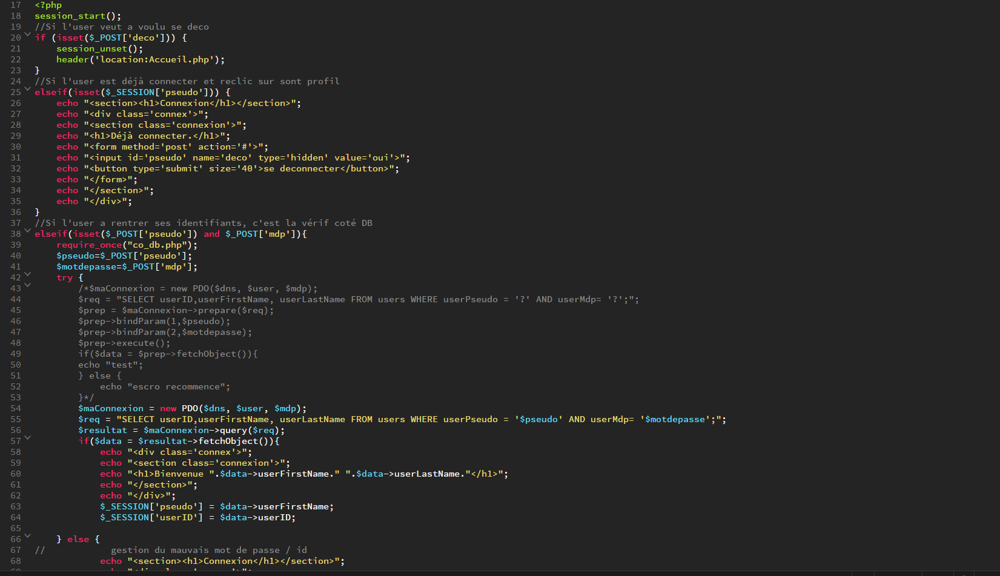 17 <?php
18 session_start();
19 //Si l'user veut a voulu se deco
20 if (isset($_POST['deco'])) {
21     session_unset();
22     header('location:Accueil.php');
23 }
24 //Si l'user est déjà connecter et reclic sur sont profil
25 elseif(isset($_SESSION['pseudo'])) {
26     echo "<section><h1>Connexion</h1></section>";
27     echo "<div class='connex'>";
28     echo "<section class='connexion'>";
29     echo "<h1>Déjà connecter.</h1>";
30     echo "<form method='post' action='#'>";
31     echo "<input id='pseudo' name='deco' type='hidden' value='oui'>";
32     echo "<button type='submit' size='40'>se deconnecter</button>";
33     echo "</form>";
34     echo "</section>";
35     echo "</div>";
36 }
37 //Si l'user a rentrer ses identifiants, c'est la vérif coté DB
38 elseif(isset($_POST['pseudo']) and $_POST['mdp']){
39     require_once("co_db.php");
40     $pseudo=$_POST['pseudo'];
41     $motdepasse=$_POST['mdp'];
42     try {
43         /*$maConnexion = new PDO($dns, $user, $mdp);
44         $req = "SELECT userID,userFirstName, userLastName FROM users WHERE userPseudo = '?' AND userMdp= '?';";
45         $prep = $maConnexion->prepare($req);
46         $prep->bindParam(1,$pseudo);
47         $prep->bindParam(2,$motdepasse);
48         $prep->execute();
49         if($data = $prep->fetchObject()){
50         echo "test";
51         } else {
52             echo "escro recommence";
53         }*/
54         $maConnexion = new PDO($dns, $user, $mdp);
55         $req = "SELECT userID,userFirstName, userLastName FROM users WHERE userPseudo = '$pseudo' AND userMdp= '$motdepasse';";
56         $resultat = $maConnexion->query($req);
57         if($data = $resultat->fetchObject()){
58             echo "<div class='connex'>";
59             echo "<section class='connexion'>";
60             echo "<h1>Bienvenue ".$data->userFirstName." ".$data->userLastName."</h1>";
61             echo "</section>";
62             echo "</div>";
63             $_SESSION['pseudo'] = $data->userFirstName;
64             $_SESSION['userID'] = $data->userID;
65
66     } else {
67 //            gestion du mauvais mot de passe / id
68             echo "<section><h1>Connexion</h1></section>";